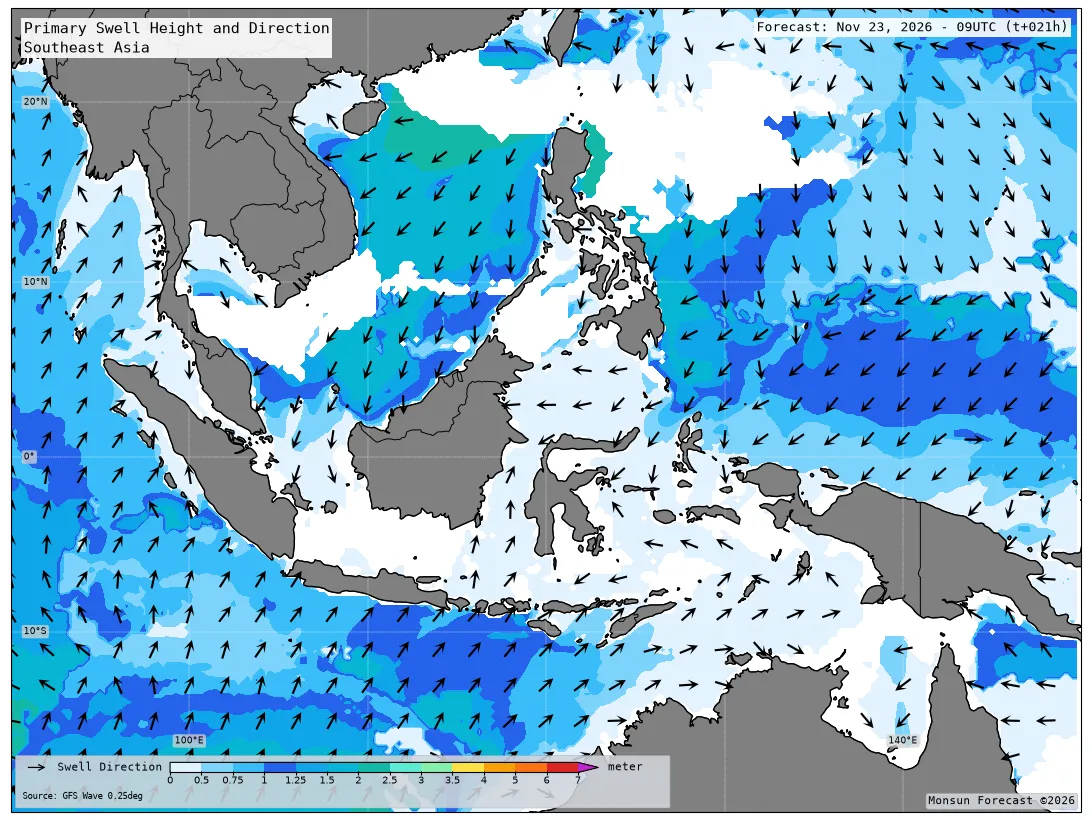 Primary Swell Height and Direction
Southeast Asia
Forecast: Nov 23, 2026 - 09UTC (t+021h)
20°N
10°N
0°
10°S
100°E
140°E
Swell Direction
0 0.5 0.75 1 1.25 1.5 2 2.5 3 3.5 4 5 6 7
meter
Source: GFS Wave 0.25deg
Monsun Forecast ©2026